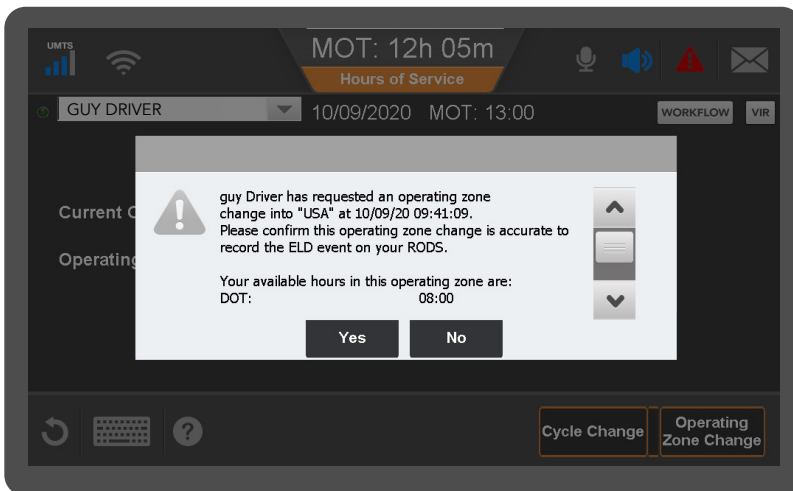 UMTS
MOT: 12h 05m
Hours of Service
GUY DRIVER
10/09/2020 MOT: 13:00
WORKFLOW
VIR
guy Driver has requested an operating zone
change into "USA" at 10/09/20 09:41:09.
Please confirm this operating zone change is accurate to
record the ELD event on your RODS.
Current C
Operating
Your available hours in this operating zone are:
DOT: 08:00
Yes
No
Cycle Change
Operating
Zone Change